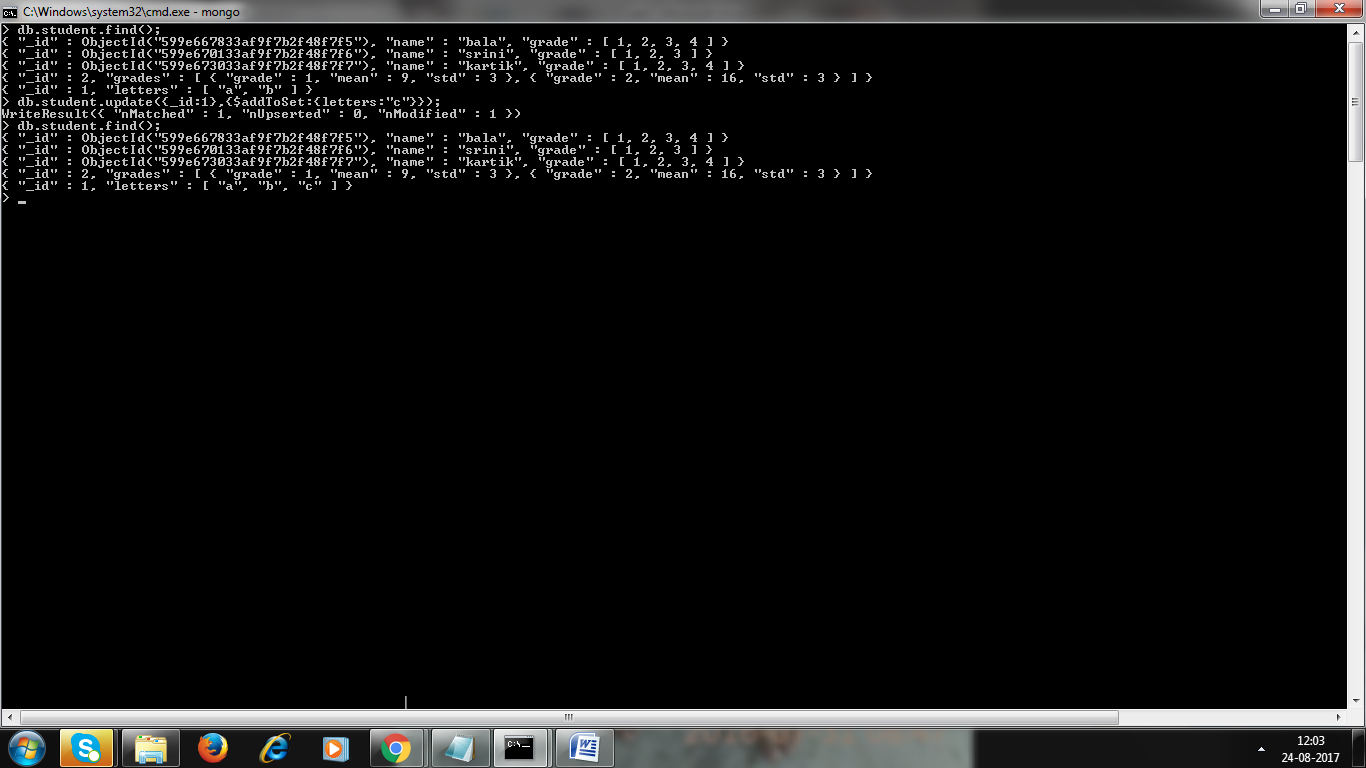 C:\Windows\system32\cmd.exe - mongo
> db.student.find();
{ "_id" : ObjectId("599e667833af9f7b2f48f7f5"), "name" : "bala", "grade" : [ 1, 2, 3, 4 ] }
{ "_id" : ObjectId("599e670133af9f7b2f48f7f6"), "name" : "srini", "grade" : [ 1, 2, 3 ] }
{ "_id" : ObjectId("599e673033af9f7b2f48f7f7"), "name" : "kartik", "grade" : [ 1, 2, 3, 4 ] }
{ "_id" : 2, "grades" : [ { "grade" : 1, "mean" : 9, "std" : 3 }, { "grade" : 2, "mean" : 16, "std" : 3 } ] }
{ "_id" : 1, "letters" : [ "a", "b" ] }
> db.student.update({_id:1},{$addToSet:{letters:"c"}});
WriteResult({ "nMatched" : 1, "nUpserted" : 0, "nModified" : 1 })
> db.student.find();
{ "_id" : ObjectId("599e667833af9f7b2f48f7f5"), "name" : "bala", "grade" : [ 1, 2, 3, 4 ] }
{ "_id" : ObjectId("599e670133af9f7b2f48f7f6"), "name" : "srini", "grade" : [ 1, 2, 3 ] }
{ "_id" : ObjectId("599e673033af9f7b2f48f7f7"), "name" : "kartik", "grade" : [ 1, 2, 3, 4 ] }
{ "_id" : 2, "grades" : [ { "grade" : 1, "mean" : 9, "std" : 3 }, { "grade" : 2, "mean" : 16, "std" : 3 } ] }
{ "_id" : 1, "letters" : [ "a", "b", "c" ] }
> _
12:03
24-08-2017